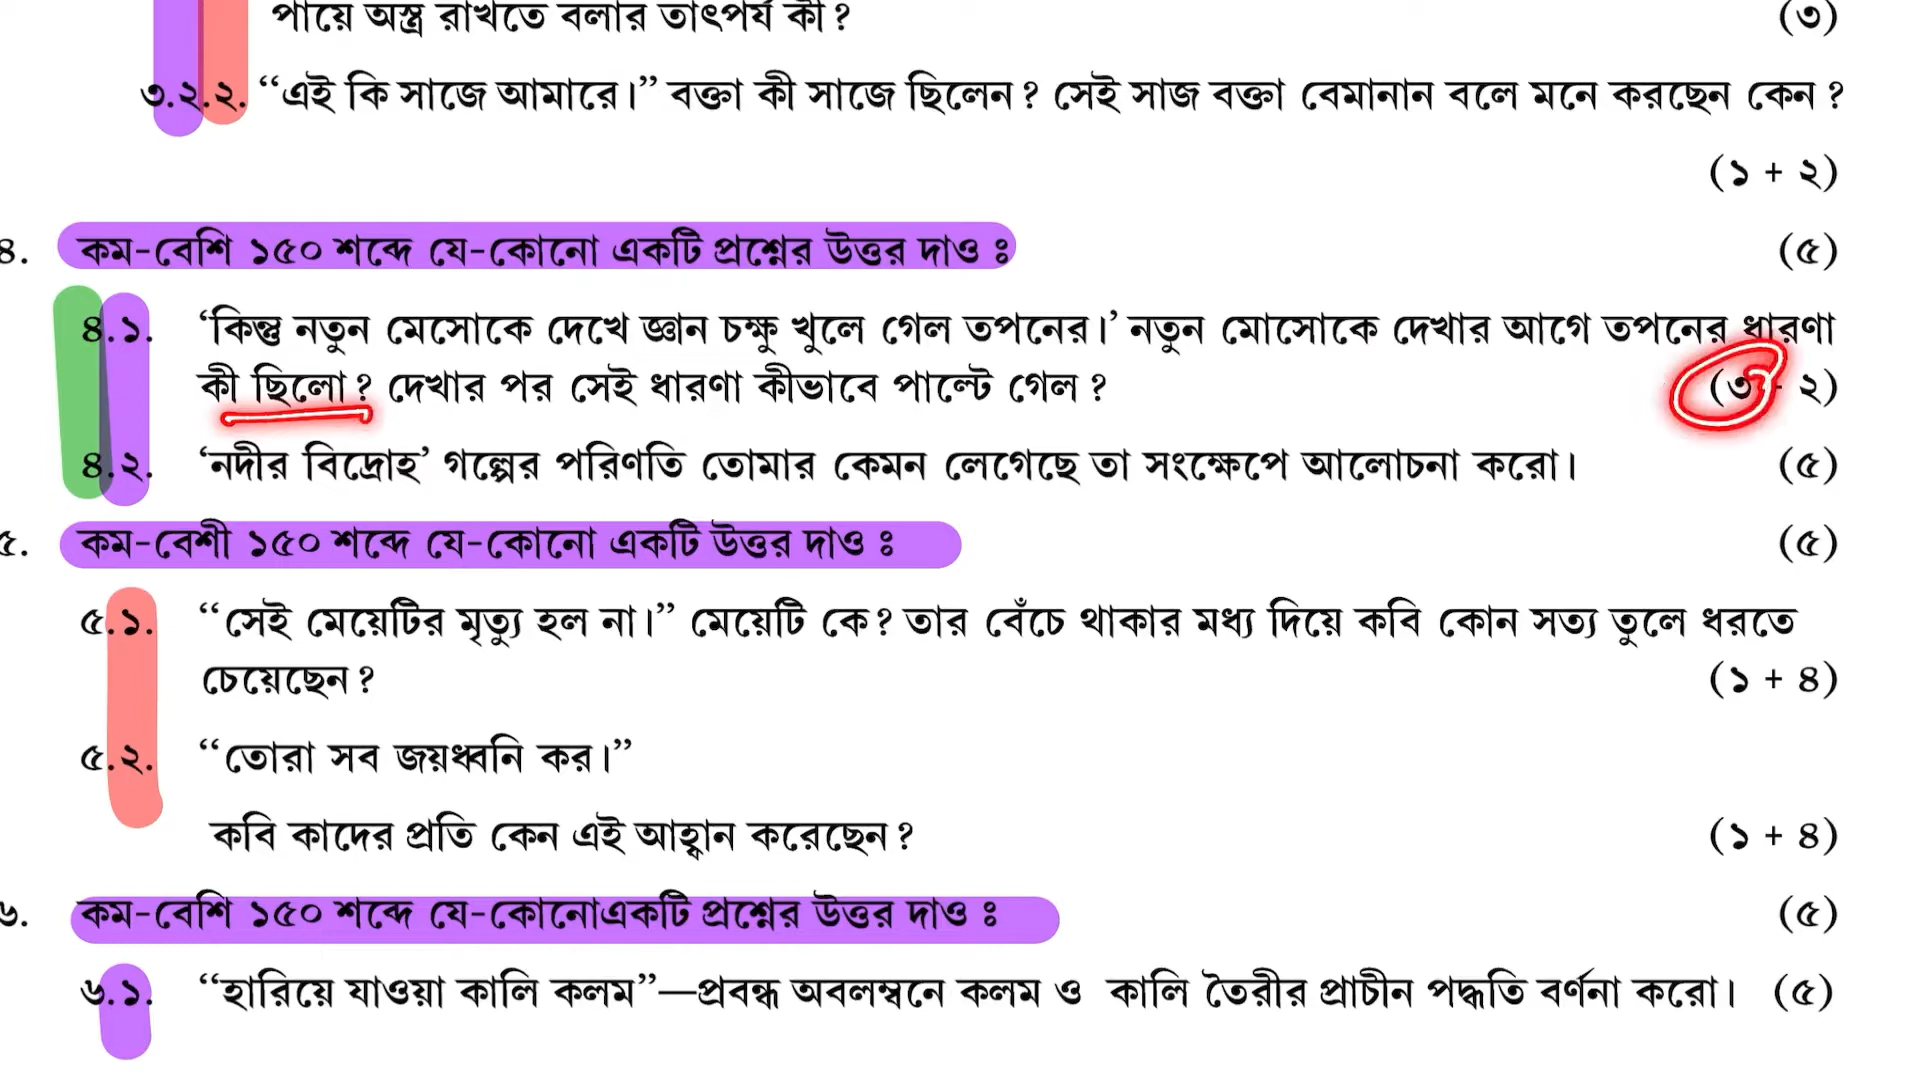 পায়ে অস্ত্র রাখতে বলার তাৎপর্য কী ? (৩)
৩.২.২. “এই কি সাজে আমারে।” বক্তা কী সাজে ছিলেন ? সেই সাজ বক্তা বেমানান বলে মনে করছেন কেন ?
(১ + ২)
৪. কম-বেশি ১৫০ শব্দে যে-কোনো একটি প্রশ্নের উত্তর দাও ঃ (৫)
৪.১. ‘কিন্তু নতুন মেসোকে দেখে জ্ঞান চক্ষু খুলে গেল তপনের।’ নতুন মোসোকে দেখার আগে তপনের ধারণা
কী ছিলো ? দেখার পর সেই ধারণা কীভাবে পাল্টে গেল ? (৩ + ২)
৪.২. ‘নদীর বিদ্রোহ’ গল্পের পরিণতি তোমার কেমন লেগেছে তা সংক্ষেপে আলোচনা করো। (৫)
৫. কম-বেশী ১৫০ শব্দে যে-কোনো একটি উত্তর দাও ঃ (৫)
৫.১. “সেই মেয়েটির মৃত্যু হল না।” মেয়েটি কে ? তার বেঁচে থাকার মধ্য দিয়ে কবি কোন সত্য তুলে ধরতে
চেয়েছেন ? (১ + ৪)
৫.২. “তোরা সব জয়ধ্বনি কর।”
কবি কাদের প্রতি কেন এই আহ্বান করেছেন ? (১ + ৪)
৬. কম-বেশি ১৫০ শব্দে যে-কোনোএকটি প্রশ্নের উত্তর দাও ঃ (৫)
৬.১. “হারিয়ে যাওয়া কালি কলম”—প্রবন্ধ অবলম্বনে কলম ও কালি তৈরীর প্রাচীন পদ্ধতি বর্ণনা করো। (৫)